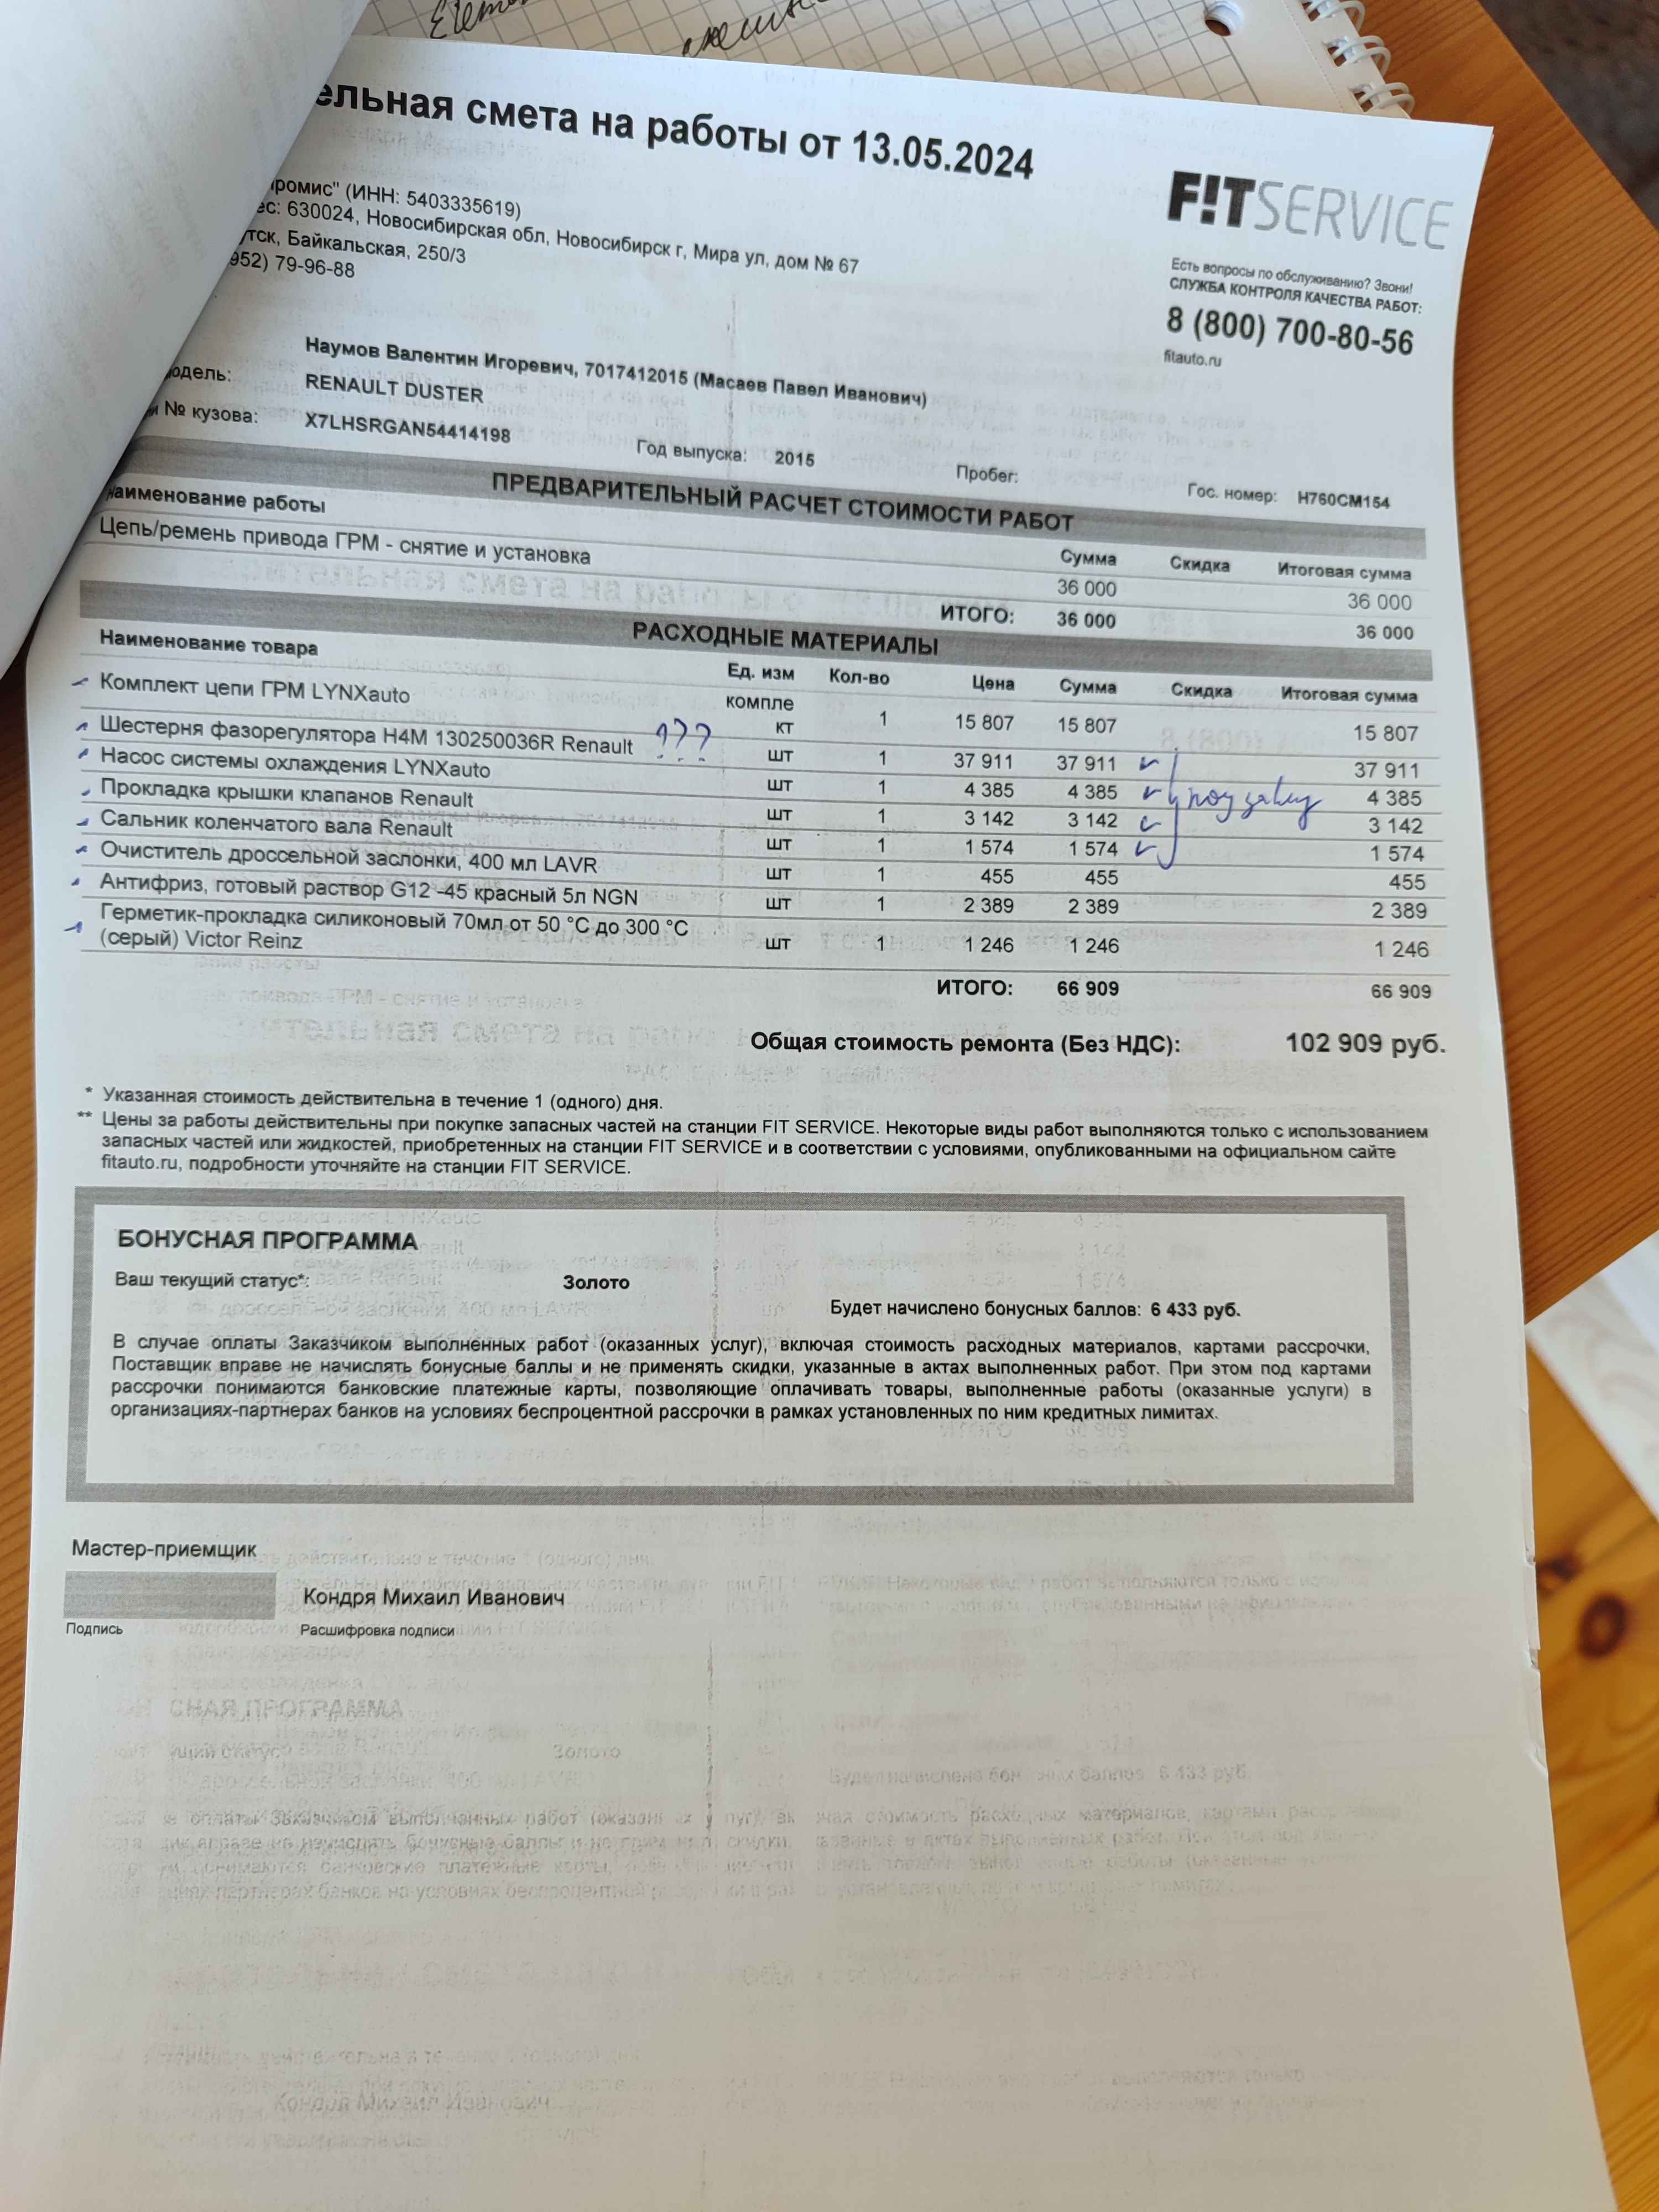 ельная смета на работы от 13.05.2024
F!T SERVICE
промис" (ИНН: 5403335619)
ес: 630024, Новосибирская обл, Новосибирск г, Мира ул, дом № 67
утск, Байкальская, 250/3
952) 79-96-88
Есть вопросы по обслуживанию? Звони!
СЛУЖБА КОНТРОЛЯ КАЧЕСТВА РАБОТ:
8 (800) 700-80-56
fitauto.ru
Наумов Валентин Игоревич, 7017412015 (Масаев Павел Иванович)
одель: RENAULT DUSTER
и № кузова: X7LHSRGAN54414198 Год выпуска: 2015 Пробег: Гос. номер: H760CM154
ПРЕДВАРИТЕЛЬНЫЙ РАСЧЕТ СТОИМОСТИ РАБОТ
аименование работы Сумма Скидка Итоговая сумма
Цепь/ремень привода ГРМ - снятие и установка 36 000 36 000
ИТОГО: 36 000 36 000
РАСХОДНЫЕ МАТЕРИАЛЫ
Наименование товара Ед. изм Кол-во Цена Сумма Скидка Итоговая сумма
Комплект цепи ГРМ LYNXauto компле кт 1 15 807 15 807 15 807
Шестерня фазорегулятора H4M 130250036R Renault ??? шт 1 37 911 37 911 37 911
Насос системы охлаждения LYNXauto шт 1 4 385 4 385 4 385
Прокладка крышки клапанов Renault шт 1 3 142 3 142 3 142
Сальник коленчатого вала Renault шт 1 1 574 1 574 1 574
Очиститель дроссельной заслонки, 400 мл LAVR шт 1 455 455 455
Антифриз, готовый раствор G12 -45 красный 5л NGN шт 1 2 389 2 389 2 389
Герметик-прокладка силиконовый 70мл от 50 °C до 300 °C
(серый) Victor Reinz шт 1 1 246 1 246 1 246
ИТОГО: 66 909 66 909
Общая стоимость ремонта (Без НДС): 102 909 руб.
* Указанная стоимость действительна в течение 1 (одного) дня.
** Цены за работы действительны при покупке запасных частей на станции FIT SERVICE. Некоторые виды работ выполняются только с использованием
запасных частей или жидкостей, приобретенных на станции FIT SERVICE и в соответствии с условиями, опубликованными на официальном сайте
fitauto.ru, подробности уточняйте на станции FIT SERVICE.
БОНУСНАЯ ПРОГРАММА
Ваш текущий статус*: Золото
Будет начислено бонусных баллов: 6 433 руб.
В случае оплаты Заказчиком выполненных работ (оказанных услуг), включая стоимость расходных материалов, картами рассрочки,
Поставщик вправе не начислять бонусные баллы и не применять скидки, указанные в актах выполненных работ. При этом под картами
рассрочки понимаются банковские платежные карты, позволяющие оплачивать товары, выполненные работы (оказанные услуги) в
организациях-партнерах банков на условиях беспроцентной рассрочки в рамках установленных по ним кредитных лимитах.
Мастер-приемщик
Кондря Михаил Иванович
Подпись Расшифровка подписи